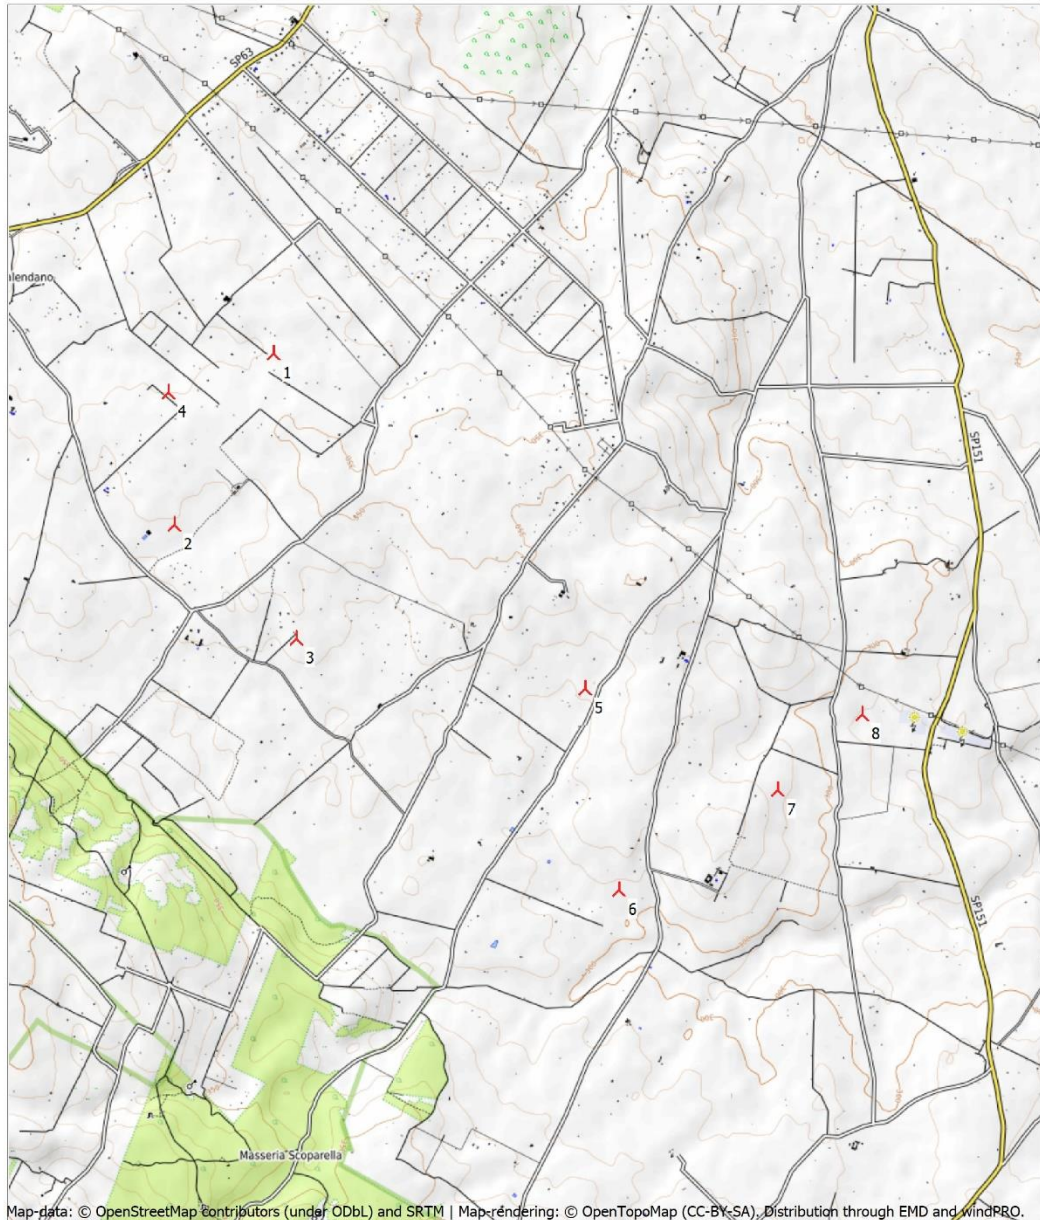 SP63
alendano
1
4
2
3
5
8
7
6
SP151
SP151
Masseria Scoparella
Map-data: © OpenStreetMap contributors (under ODbL) and SRTM | Map-rendering: © OpenTopoMap (CC-BY-SA), Distribution through EMD and windPRO.